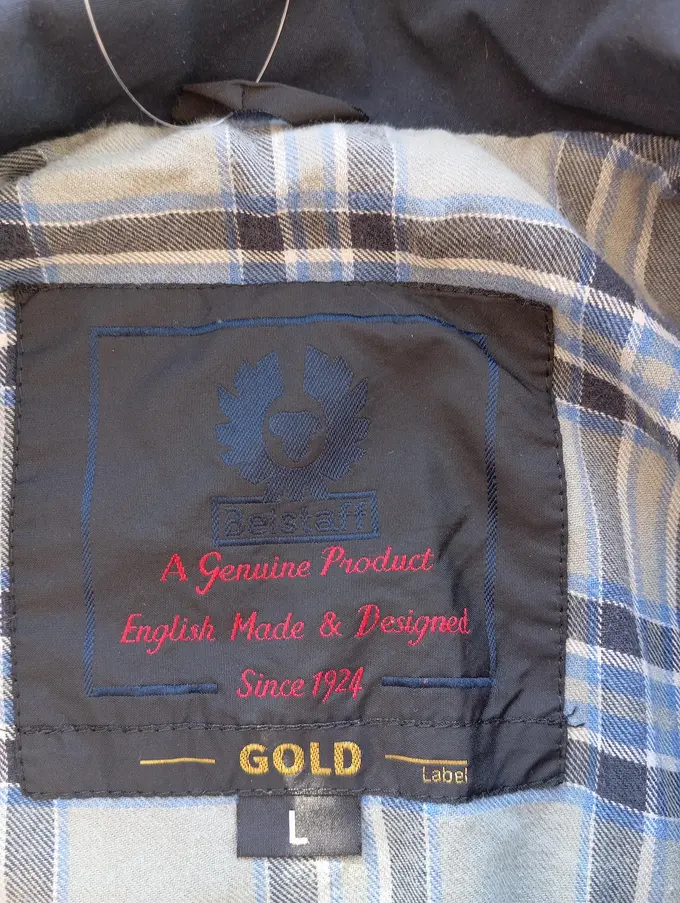 Belstaff
A Genuine Product
English Made & Designed
Since 1924
GOLD
Label
L